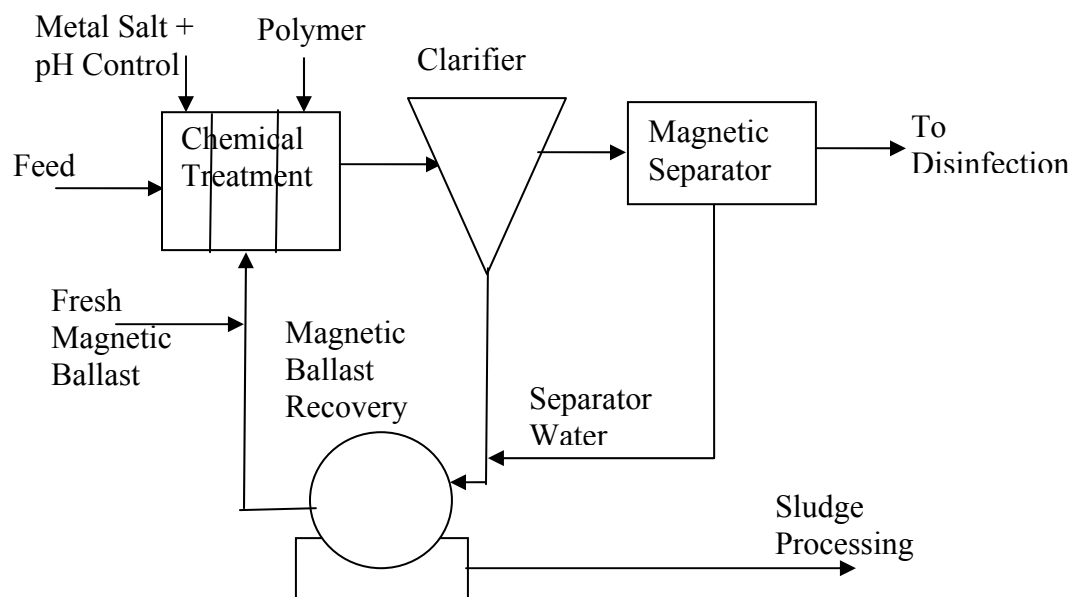 Metal Salt +
pH Control
Polymer
Clarifier
Chemical
Treatment
Magnetic
Separator
To
Disinfection
Feed
Fresh
Magnetic
Ballast
Magnetic
Ballast
Recovery
Separator
Water
Sludge
Processing